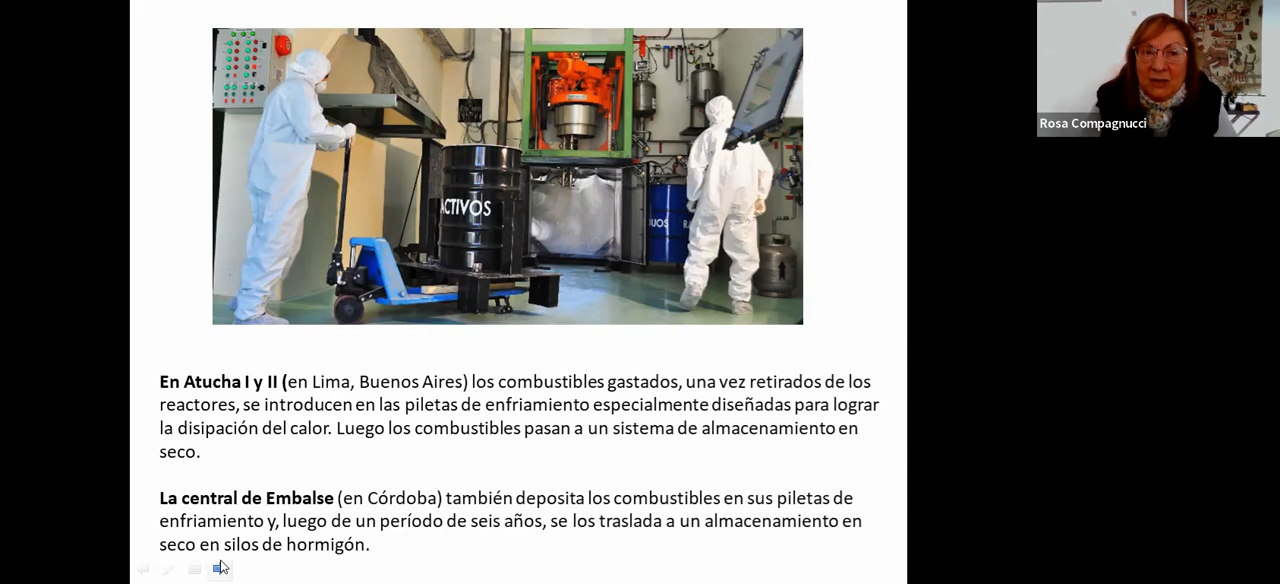 Rosa Compagnucci
ACTIVOS
DUOS RA
En Atucha I y II (en Lima, Buenos Aires) los combustibles gastados, una vez retirados de los
reactores, se introducen en las piletas de enfriamiento especialmente diseñadas para lograr
la disipación del calor. Luego los combustibles pasan a un sistema de almacenamiento en
seco.
La central de Embalse (en Córdoba) también deposita los combustibles en sus piletas de
enfriamiento y, luego de un período de seis años, se los traslada a un almacenamiento en
seco en silos de hormigón.